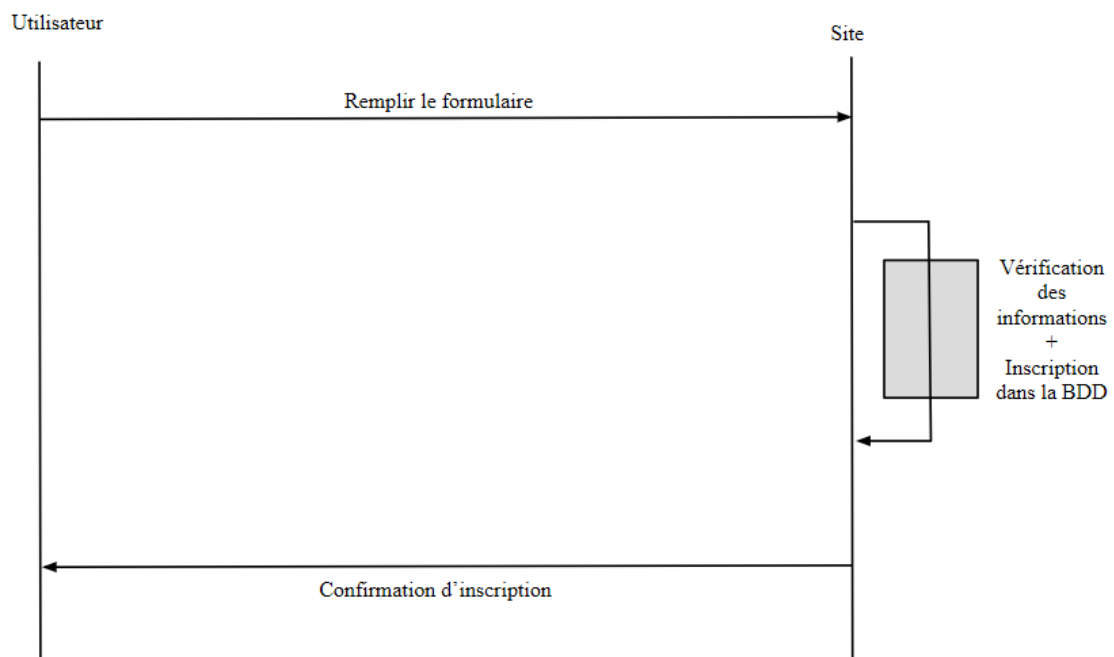 Utilisateur
Site
Remplir le formulaire
Vérification
des
informations
+
Inscription
dans la BDD
Confirmation d’inscription